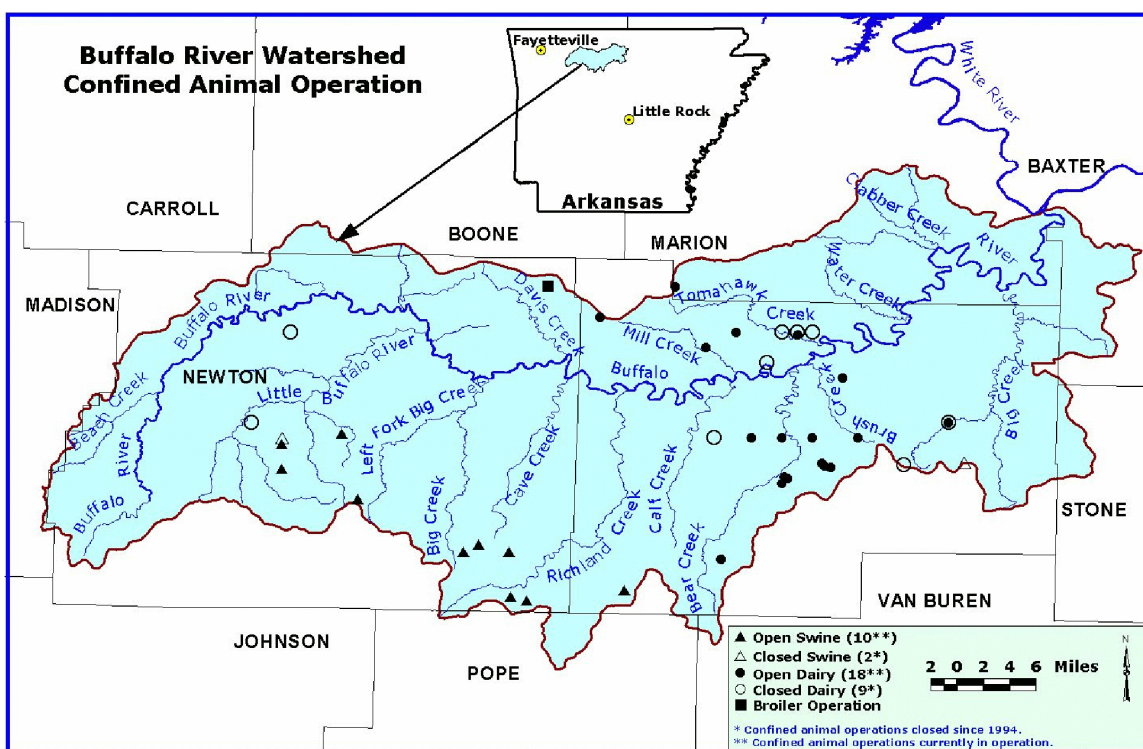 Buffalo River Watershed
Confined Animal Operation
Fayetteville
Little Rock
Arkansas
White River
BAXTER
CARROLL
BOONE
MARION
MADISON
NEWTON
STONE
VAN BUREN
JOHNSON
POPE
Clabber Creek
River
Water Creek
Tomahawk
Creek
Davis Creek
Mill Creek
Buffalo
Buffalo River
Little
Buffalo River
Beach Creek
Buffalo
River
Left
Fork Big Creek
Big Creek
Cave Creek
Richland Creek
Calf Creek
Bear Creek
Brush Creek
Big Creek
Open Swine (10**)
Closed Swine (2*)
Open Dairy (18**)
Closed Dairy (9*)
Broiler Operation
N
2 0 2 4 6 Miles
* Confined animal operations closed since 1994.
** Confined animal operations currently in operation.